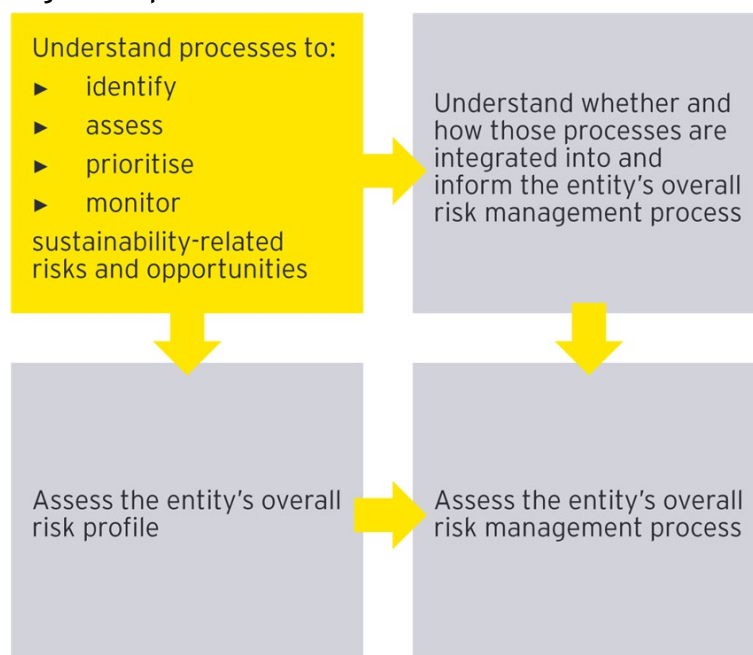 Understand processes to:
► identify
► assess
► prioritise
► monitor
sustainability-related
risks and opportunities
Understand whether and
how those processes are
integrated into and
inform the entity’s overall
risk management process
Assess the entity’s overall
risk profile
Assess the entity’s overall
risk management process